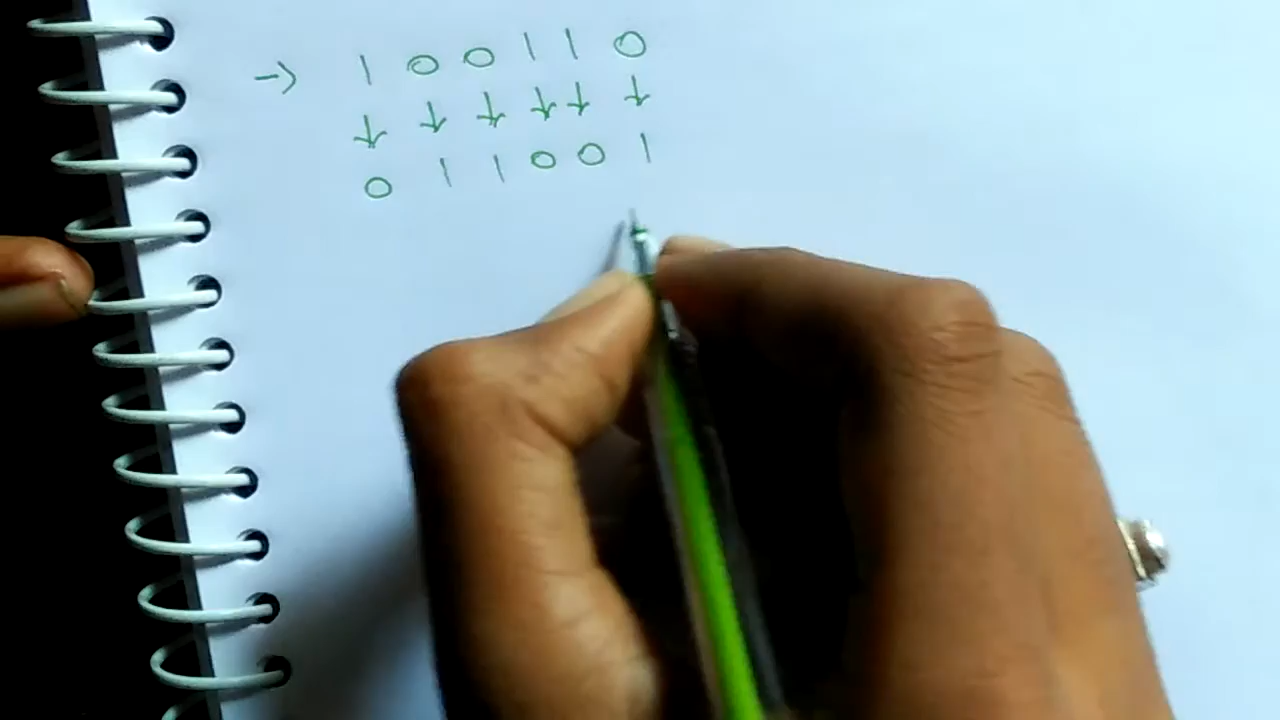 → 1 0 0 1 1 0
↓ ↓ ↓ ↓ ↓ ↓
0 1 1 0 0 1